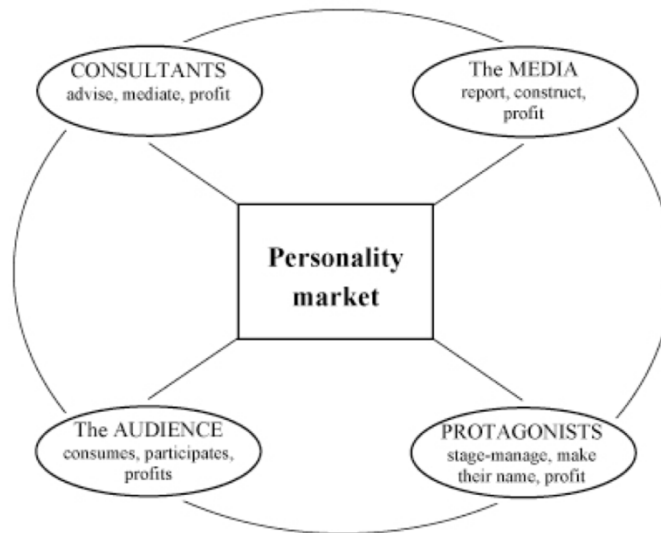 CONSULTANTS
advise, mediate, profit
The MEDIA
report, construct,
profit
Personality
market
The AUDIENCE
consumes, participates,
profits
PROTAGONISTS
stage-manage, make
their name, profit